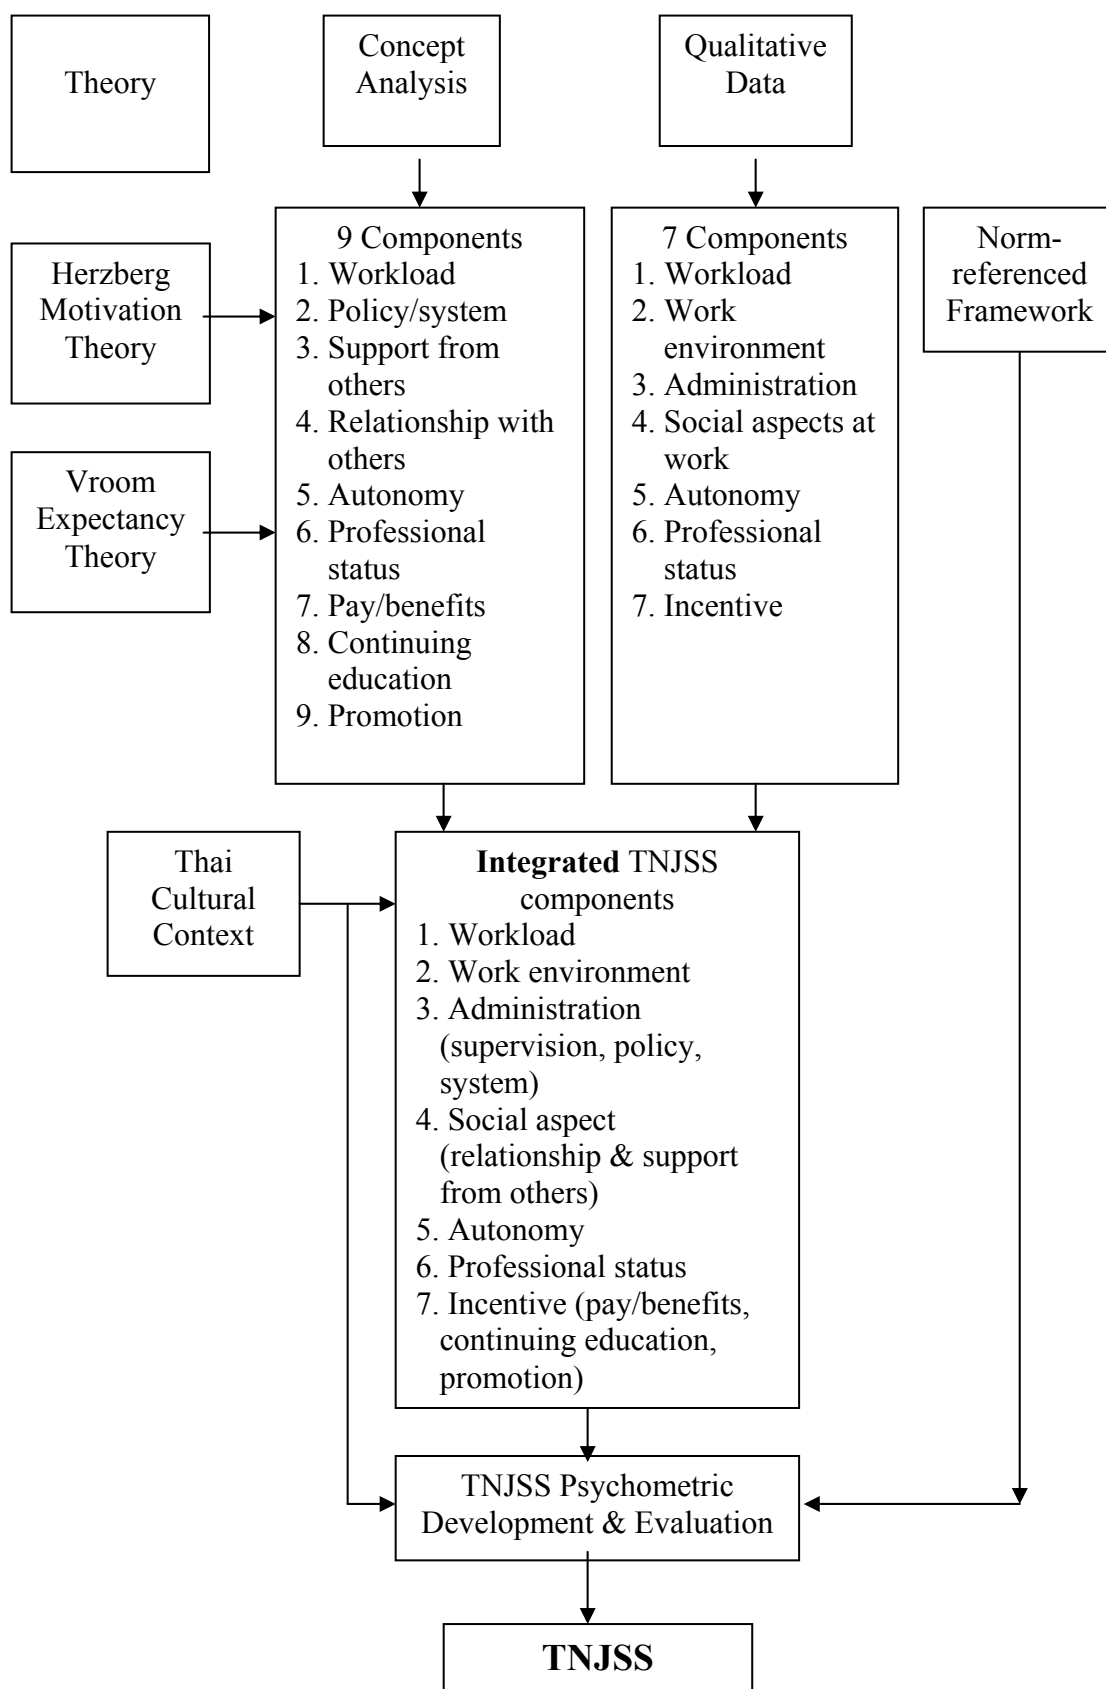 Theory
Concept
Analysis
Qualitative
Data
Herzberg
Motivation
Theory
Vroom
Expectancy
Theory
9 Components
1. Workload
2. Policy/system
3. Support from
others
4. Relationship with
others
5. Autonomy
6. Professional
status
7. Pay/benefits
8. Continuing
education
9. Promotion
7 Components
1. Workload
2. Work
environment
3. Administration
4. Social aspects at
work
5. Autonomy
6. Professional
status
7. Incentive
Norm-
referenced
Framework
Thai
Cultural
Context
Integrated TNJSS
components
1. Workload
2. Work environment
3. Administration
(supervision, policy,
system)
4. Social aspect
(relationship & support
from others)
5. Autonomy
6. Professional status
7. Incentive (pay/benefits,
continuing education,
promotion)
TNJSS Psychometric
Development & Evaluation
TNJSS